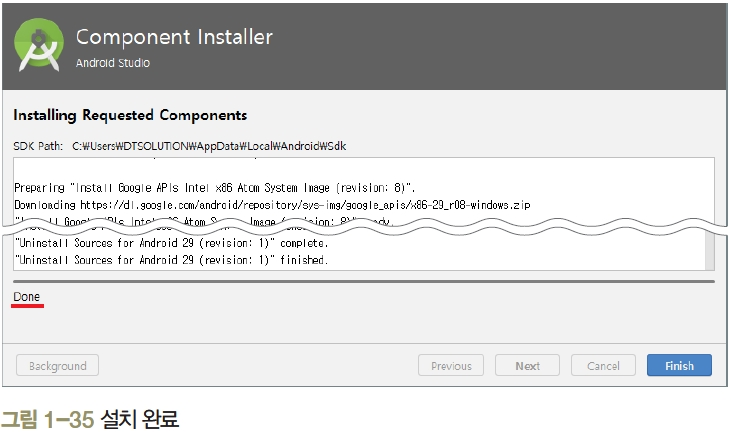 Component Installer
Android Studio
Installing Requested Components
SDK Path: C:₩Users₩DTSOLUTION₩AppData₩Local₩Android₩Sdk
Preparing "Install Google APIs Intel x86 Atom System Image (revision: 8)".
Downloading https://dl.google.com/android/repository/sys-img/google_apis/x86-29_r08-windows.zip
"Install Google APIs Atom System Image (revision: 8)" ready.
"Uninstall Sources for Android 29 (revision: 1)" complete.
"Uninstall Sources for Android 29 (revision: 1)" finished.
Done
Background
Previous
Next
Cancel
Finish
그림 1-35 설치 완료